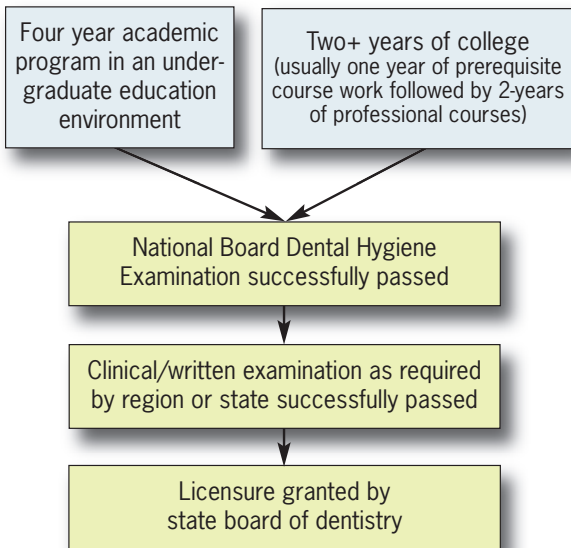 Four year academic
program in an under-
graduate education
environment
Two+ years of college
(usually one year of prerequisite
course work followed by 2-years
of professional courses)
National Board Dental Hygiene
Examination successfully passed
Clinical/written examination as required
by region or state successfully passed
Licensure granted by
state board of dentistry